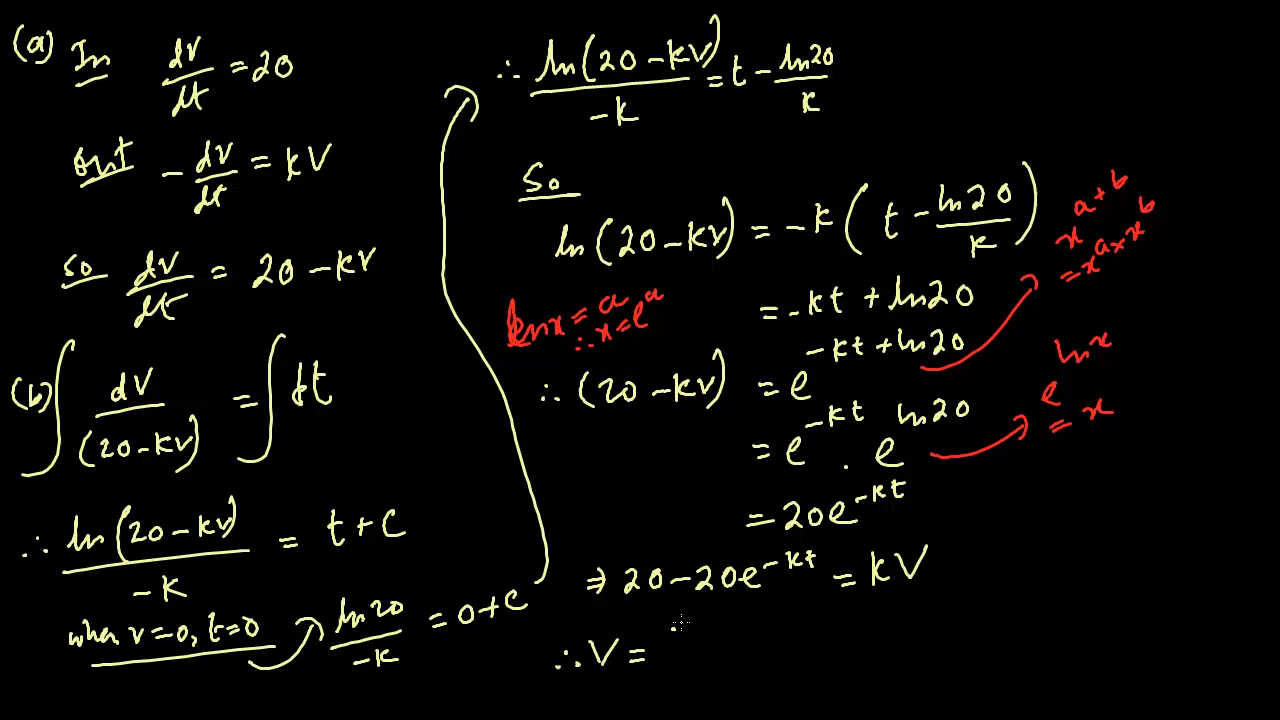 (a) In dV/dt = 20
Out -dV/dt = kV
So dV/dt = 20 - kV
(b) ∫ dV/(20-kV) = ∫ dt
∴ ln(20-kV)/-k = t + C
when V=0, t=0 → ln20/-k = 0 + C
∴ ln(20-kV)/-k = t - ln20/k
So
ln(20-kV) = -k(t - ln20/k)
= -kt + ln20
lnx = a
∴ x = e^a
∴ (20-kV) = e^(-kt + ln20)
x^(a+b)
= x^a × x^b
= e^(-kt) . e^(ln20)
e^(lnx)
= x
= 20e^(-kt)
⇒ 20 - 20e^(-kt) = kV
∴ V =